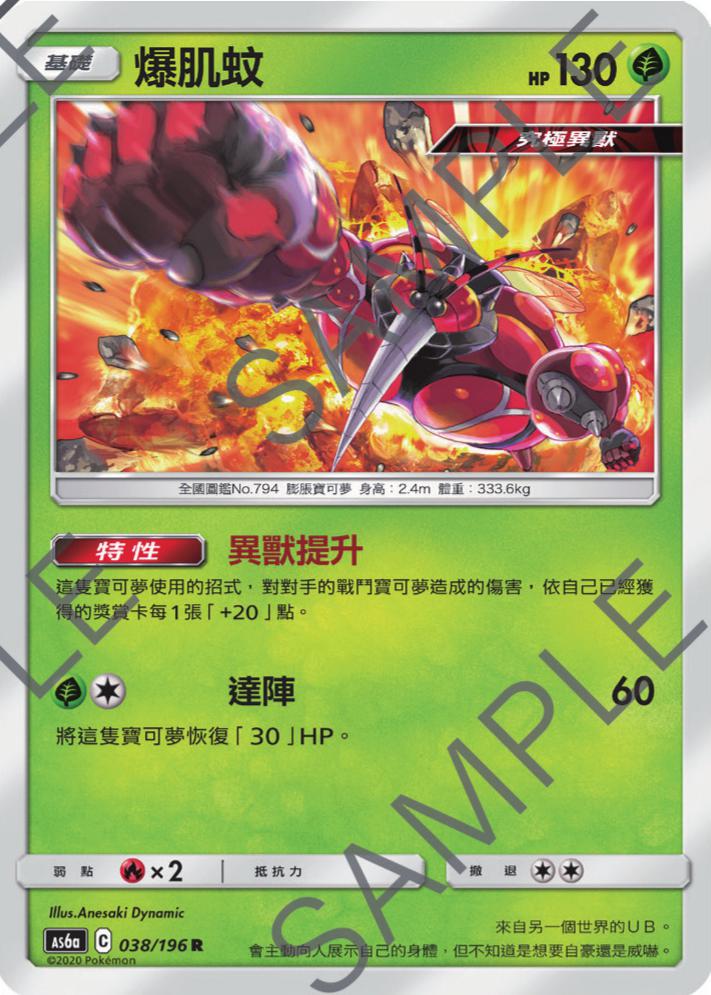 基礎 爆肌蚊 HP 130
究極異獸
全國圖鑑No.794 膨脹寶可夢 身高：2.4m 體重：333.6kg
特性 異獸提升
這隻寶可夢使用的招式，對對手的戰鬥寶可夢造成的傷害，依自己已經獲
得的獎賞卡每1張「+20」點。
達陣 60
將這隻寶可夢恢復「30」HP。
弱點 ×2 抵抗力 撤退
Illus.Anesaki Dynamic
來自另一個世界的UB。
AS6a C 038/196 R
會主動向人展示自己的身體，但不知道是想要自豪還是威嚇。
©2020 Pokémon
SAMPLE
SAMPLE
LE
LE